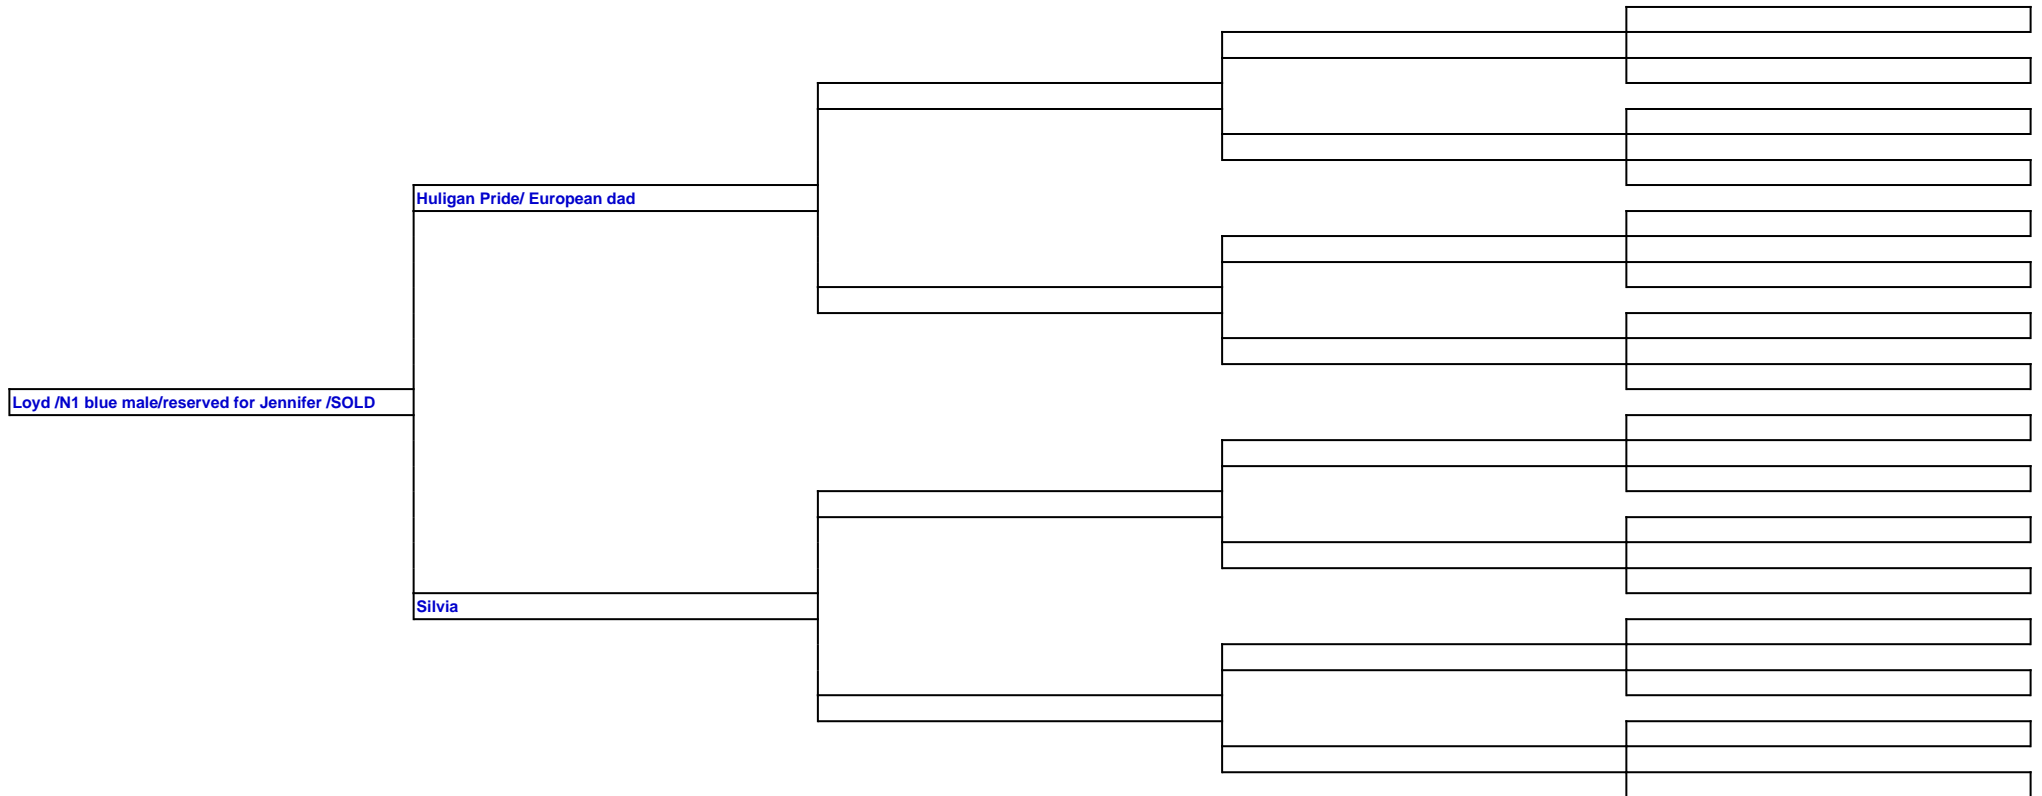 Huligan Pride/ European dad
Loyd /N1 blue male/reserved for Jennifer /SOLD
Silvia